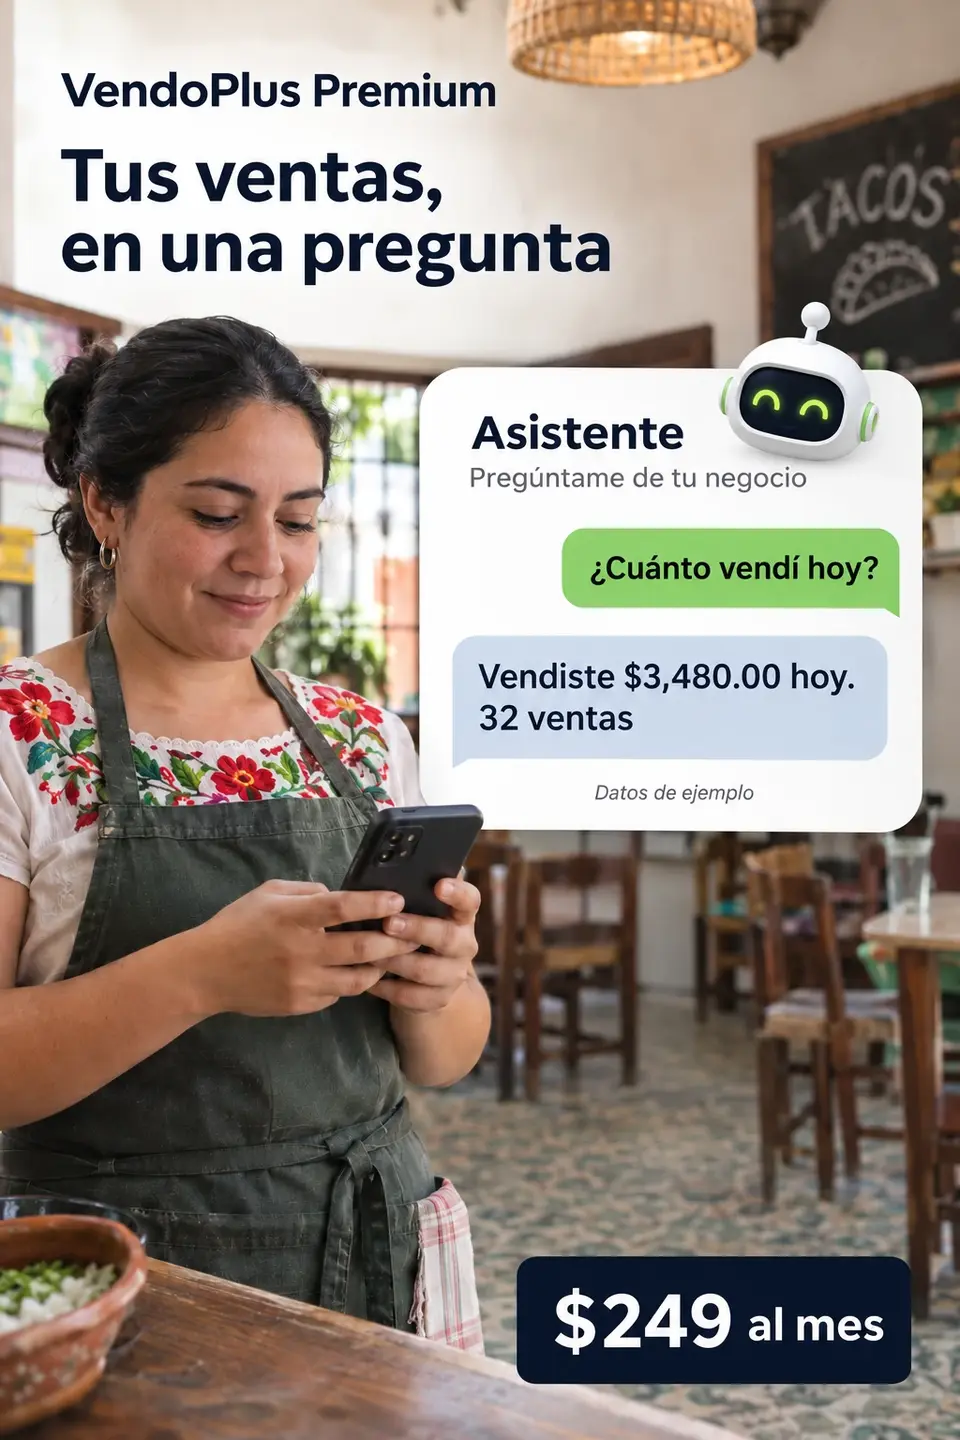 VendoPlus Premium
Tus ventas,
en una pregunta
TACOS
Asistente
Pregúntame de tu negocio
¿Cuánto vendí hoy?
Vendiste $3,480.00 hoy.
32 ventas
Datos de ejemplo
$249 al mes